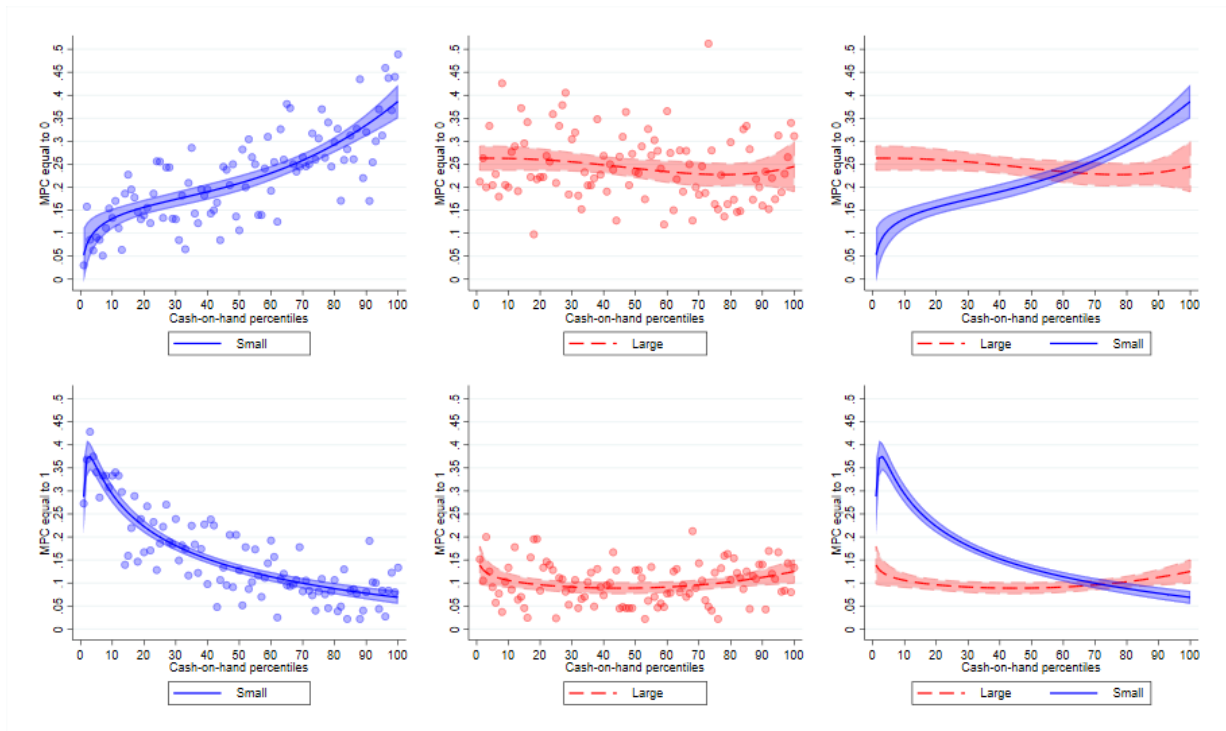 MPC equal to 0
0 .05 .1 .15 .2 .25 .3 .35 .4 .45 .5
0 10 20 30 40 50 60 70 80 90 100
Cash-on-hand percentiles
Small
MPC equal to 0
0 .05 .1 .15 .2 .25 .3 .35 .4 .45 .5
0 10 20 30 40 50 60 70 80 90 100
Cash-on-hand percentiles
Large
MPC equal to 0
0 .05 .1 .15 .2 .25 .3 .35 .4 .45 .5
0 10 20 30 40 50 60 70 80 90 100
Cash-on-hand percentiles
Large Small
MPC equal to 1
0 .05 .1 .15 .2 .25 .3 .35 .4 .45 .5
0 10 20 30 40 50 60 70 80 90 100
Cash-on-hand percentiles
Small
MPC equal to 1
0 .05 .1 .15 .2 .25 .3 .35 .4 .45 .5
0 10 20 30 40 50 60 70 80 90 100
Cash-on-hand percentiles
Large
MPC equal to 1
0 .05 .1 .15 .2 .25 .3 .35 .4 .45 .5
0 10 20 30 40 50 60 70 80 90 100
Cash-on-hand percentiles
Large Small